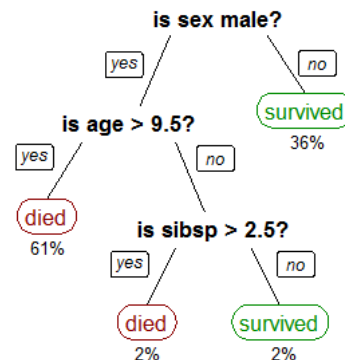 is sex male?
yes
no
is age > 9.5?
survived
36%
yes
no
died
61%
is sibsp > 2.5?
yes
no
died
survived
2%
2%